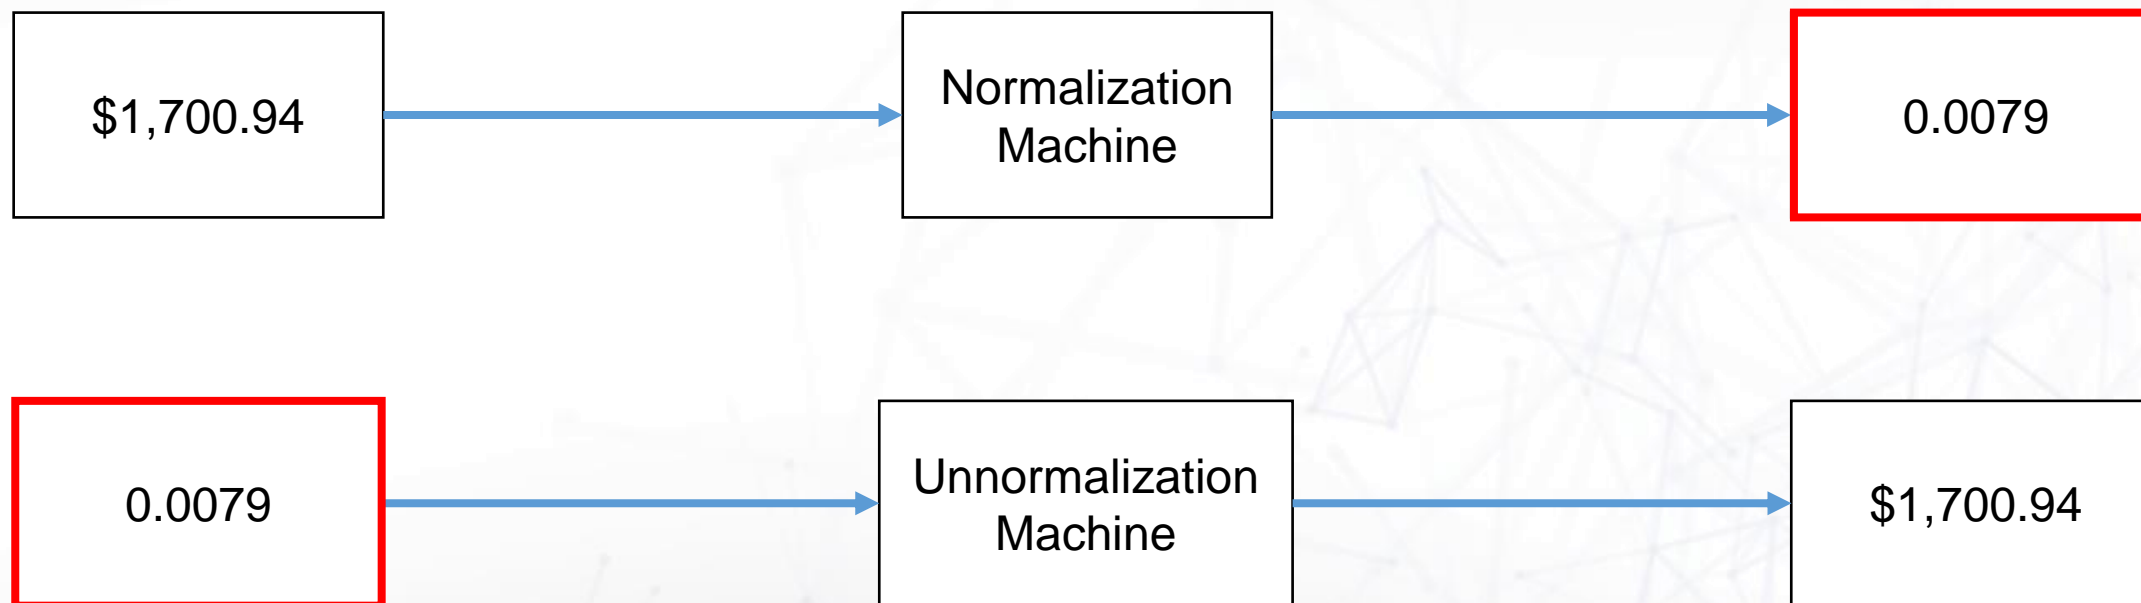 $1,700.94
Normalization
Machine
0.0079
0.0079
Unnormalization
Machine
$1,700.94